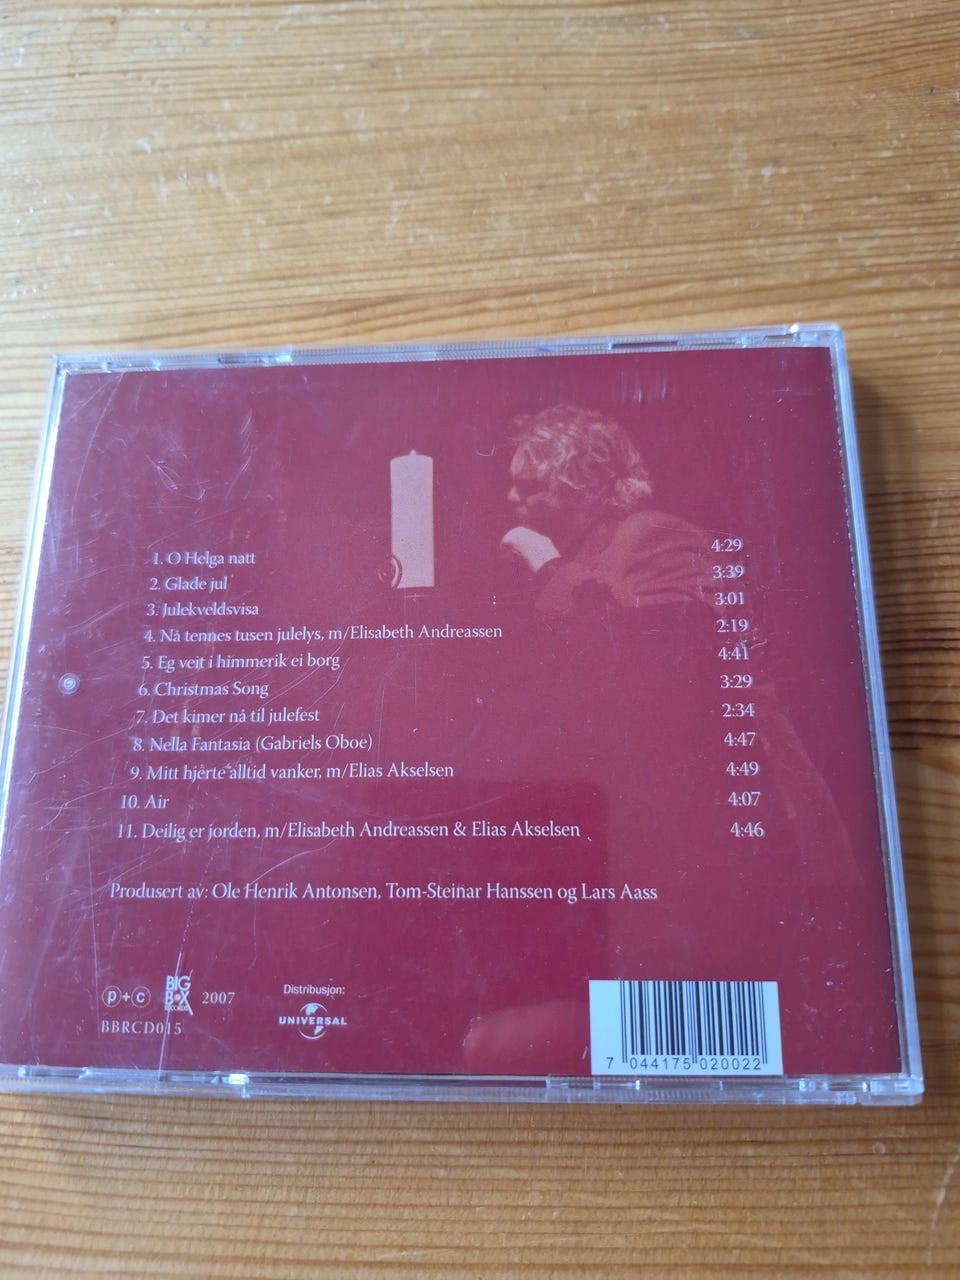 1. O Helga natt 4:29
2. Glade jul 3:39
3. Julekveldsvisa 3:01
4. Nå tennes tusen julelys, m/Elisabeth Andreassen 2:19
5. Eg veit i himmerik ei borg 4:41
6. Christmas Song 3:29
7. Det kimer nå til julefest 2:34
8. Nella Fantasia (Gabriels Oboe) 4:47
9. Mitt hjerte alltid vanker, m/Elias Akselsen 4:49
10. Air 4:07
11. Deilig er jorden, m/Elisabeth Andreassen & Elias Akselsen 4:46
Produsert av: Ole Henrik Antonsen, Tom-Steinar Hanssen og Lars Aass
p+c BIG BOX RECORDS 2007
BBRCD015
Distribusjon:
UNIVERSAL
7 044175 020022